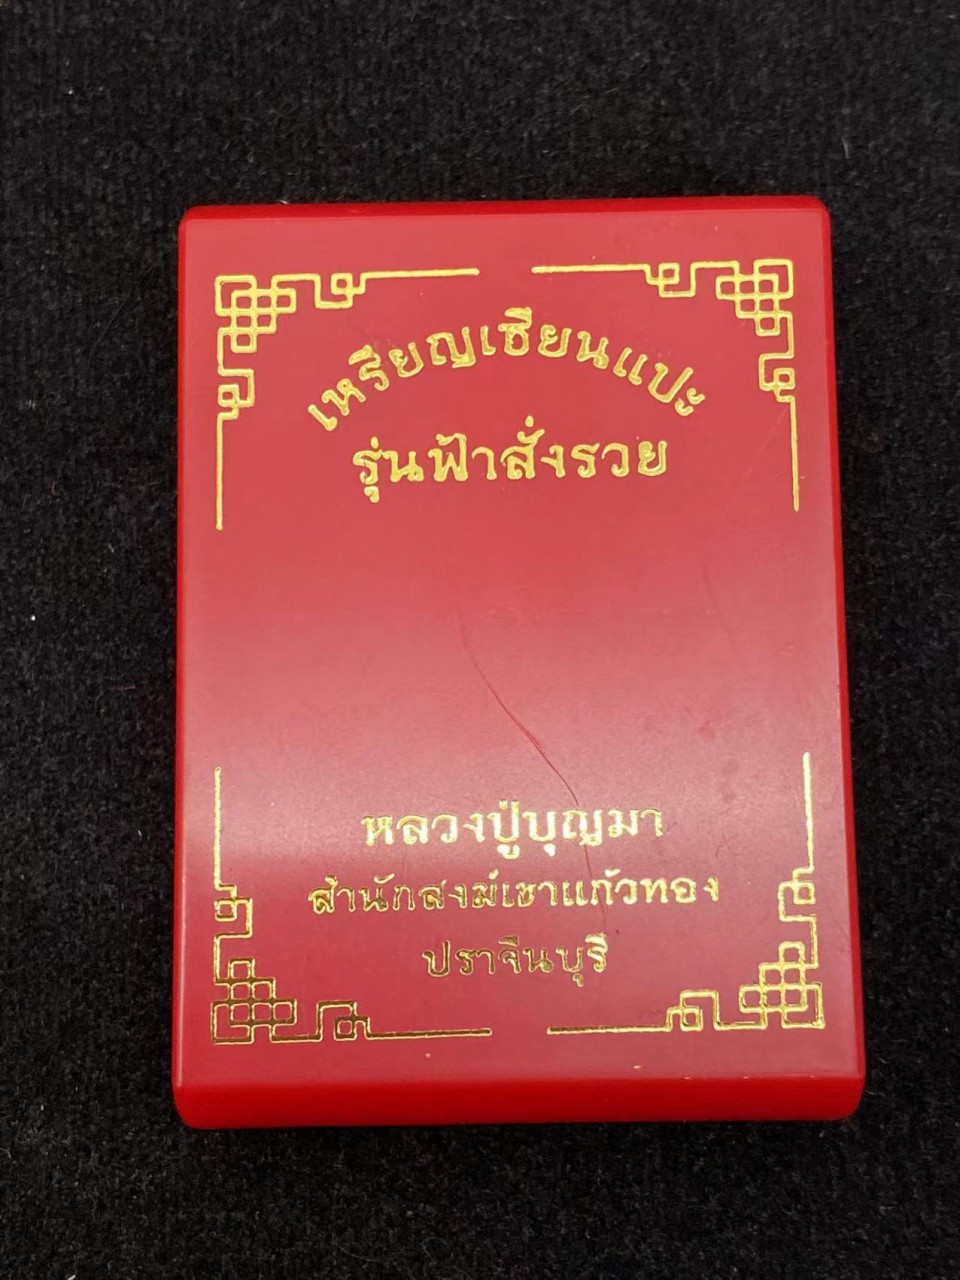 เหรียญเซียนแปะ
รุ่นฟ้าสั่งรวย
หลวงปู่บุญมา
สำนักสงฆ์เขาแก้วทอง
ปราจีนบุรี